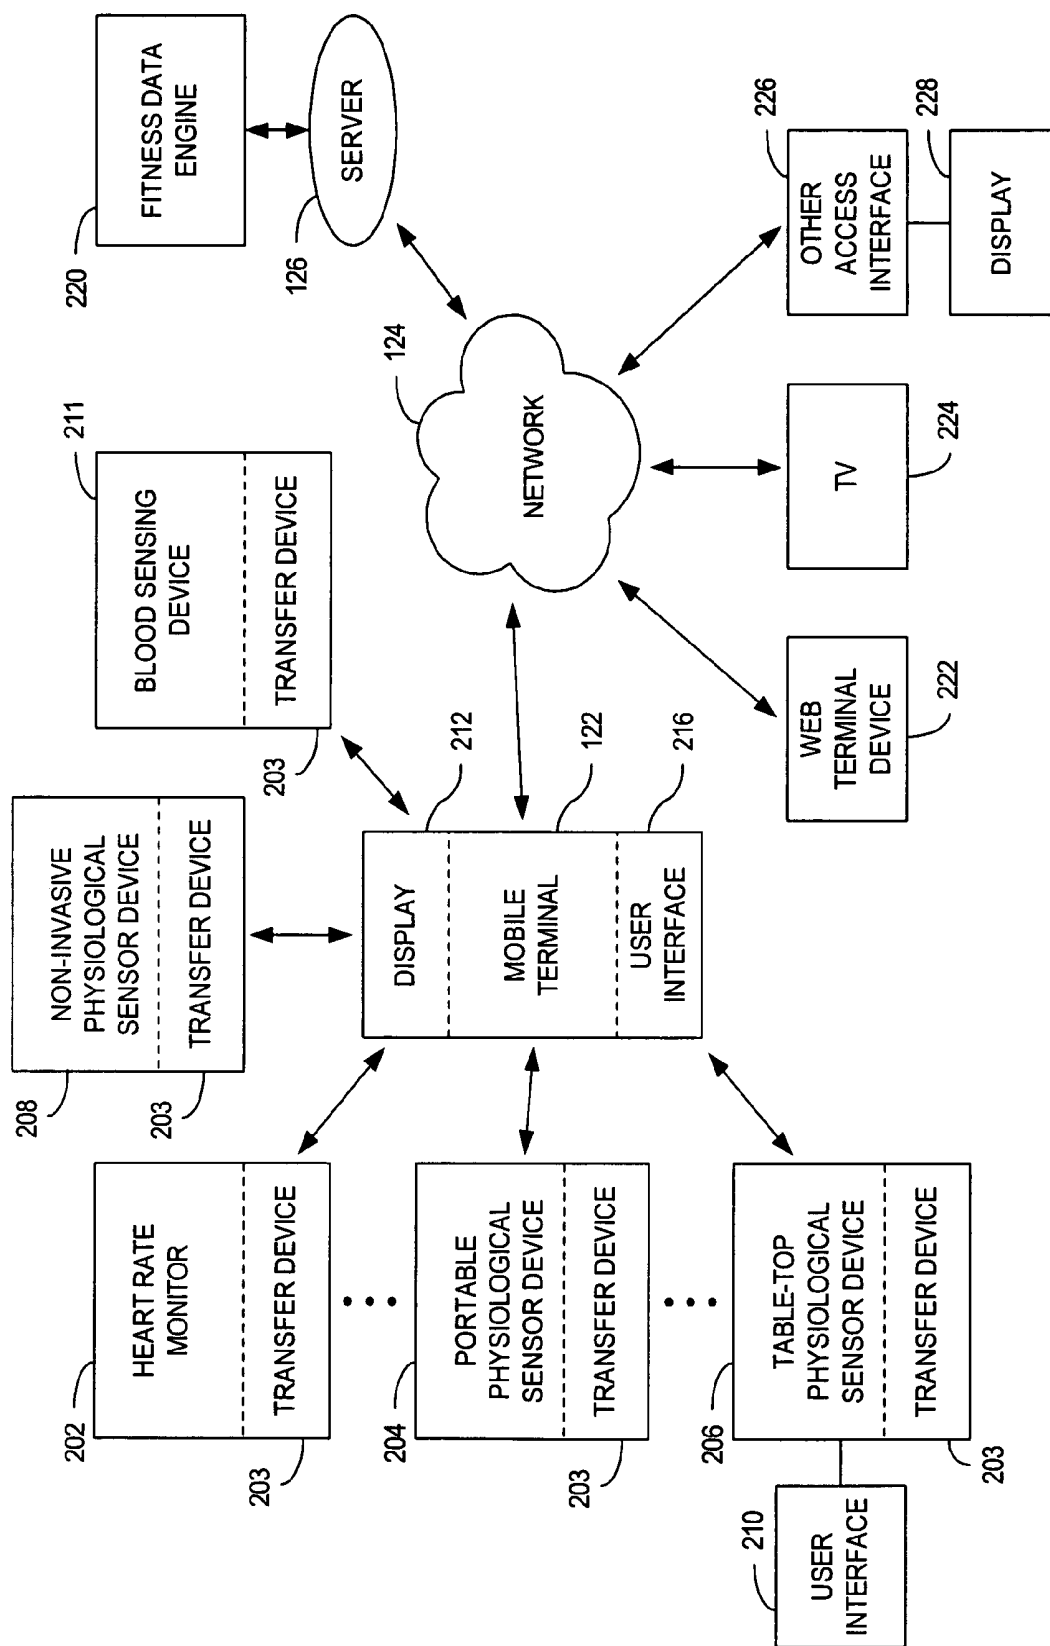 208
NON-INVASIVE
PHYSIOLOGICAL
SENSOR DEVICE
203
TRANSFER DEVICE
202
HEART RATE
MONITOR
203
TRANSFER DEVICE
211
BLOOD SENSING
DEVICE
203
TRANSFER DEVICE
220
FITNESS DATA
ENGINE
126
SERVER
204
PORTABLE
PHYSIOLOGICAL
SENSOR DEVICE
203
TRANSFER DEVICE
DISPLAY
212
MOBILE
TERMINAL
122
USER
INTERFACE
216
124
NETWORK
210
USER
INTERFACE
206
TABLE-TOP
PHYSIOLOGICAL
SENSOR DEVICE
TRANSFER DEVICE
203
WEB
TERMINAL
DEVICE
222
TV
224
226
OTHER
ACCESS
INTERFACE
228
DISPLAY